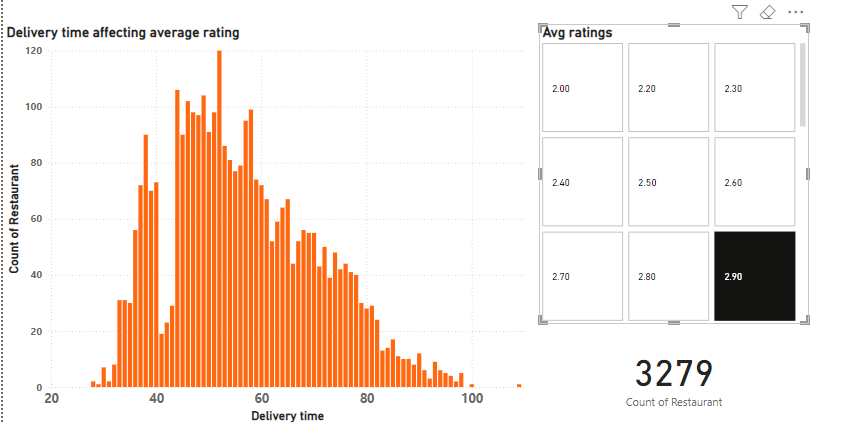 Delivery time affecting average rating
120
100
80
60
40
20
0
Count of Restaurant
20 40 60 80 100
Delivery time
Avg ratings
2.00 2.20 2.30
2.40 2.50 2.60
2.70 2.80 2.90
3279
Count of Restaurant